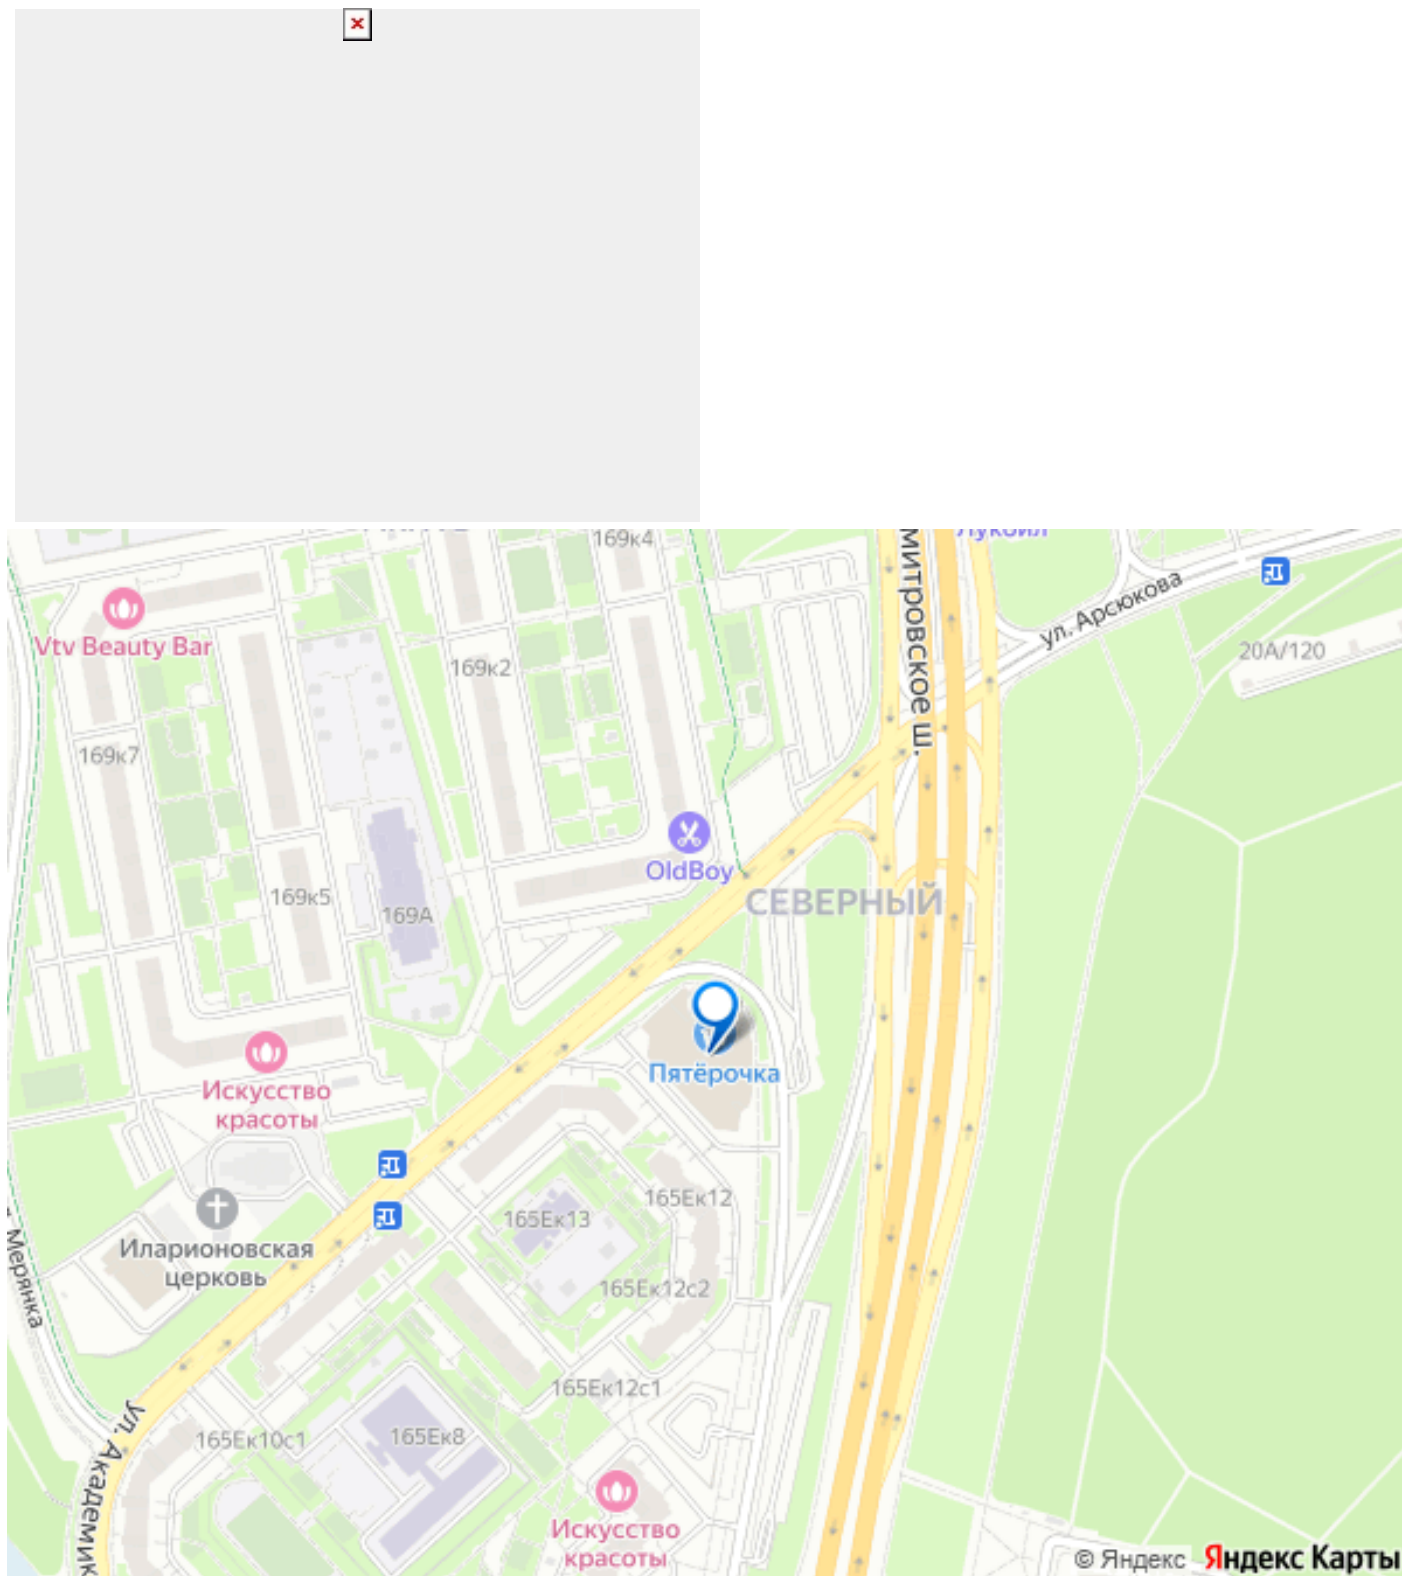 169к4
Лукойл
митровское ш.
ул. Арсюкова
Vtv Beauty Bar
20А/120
169к2
169к7
OldBoy
169к5
СЕВЕРНЫЙ
169А
Пятёрочка
Искусство
красоты
165Ек12
165Ек13
Иларионовская
церковь
Мерянка
165Ек12с2
165Ек12с1
ул. Академик
165Ек10с1
165Ек8
Искусство
красоты
© Яндекс Яндекс Карты